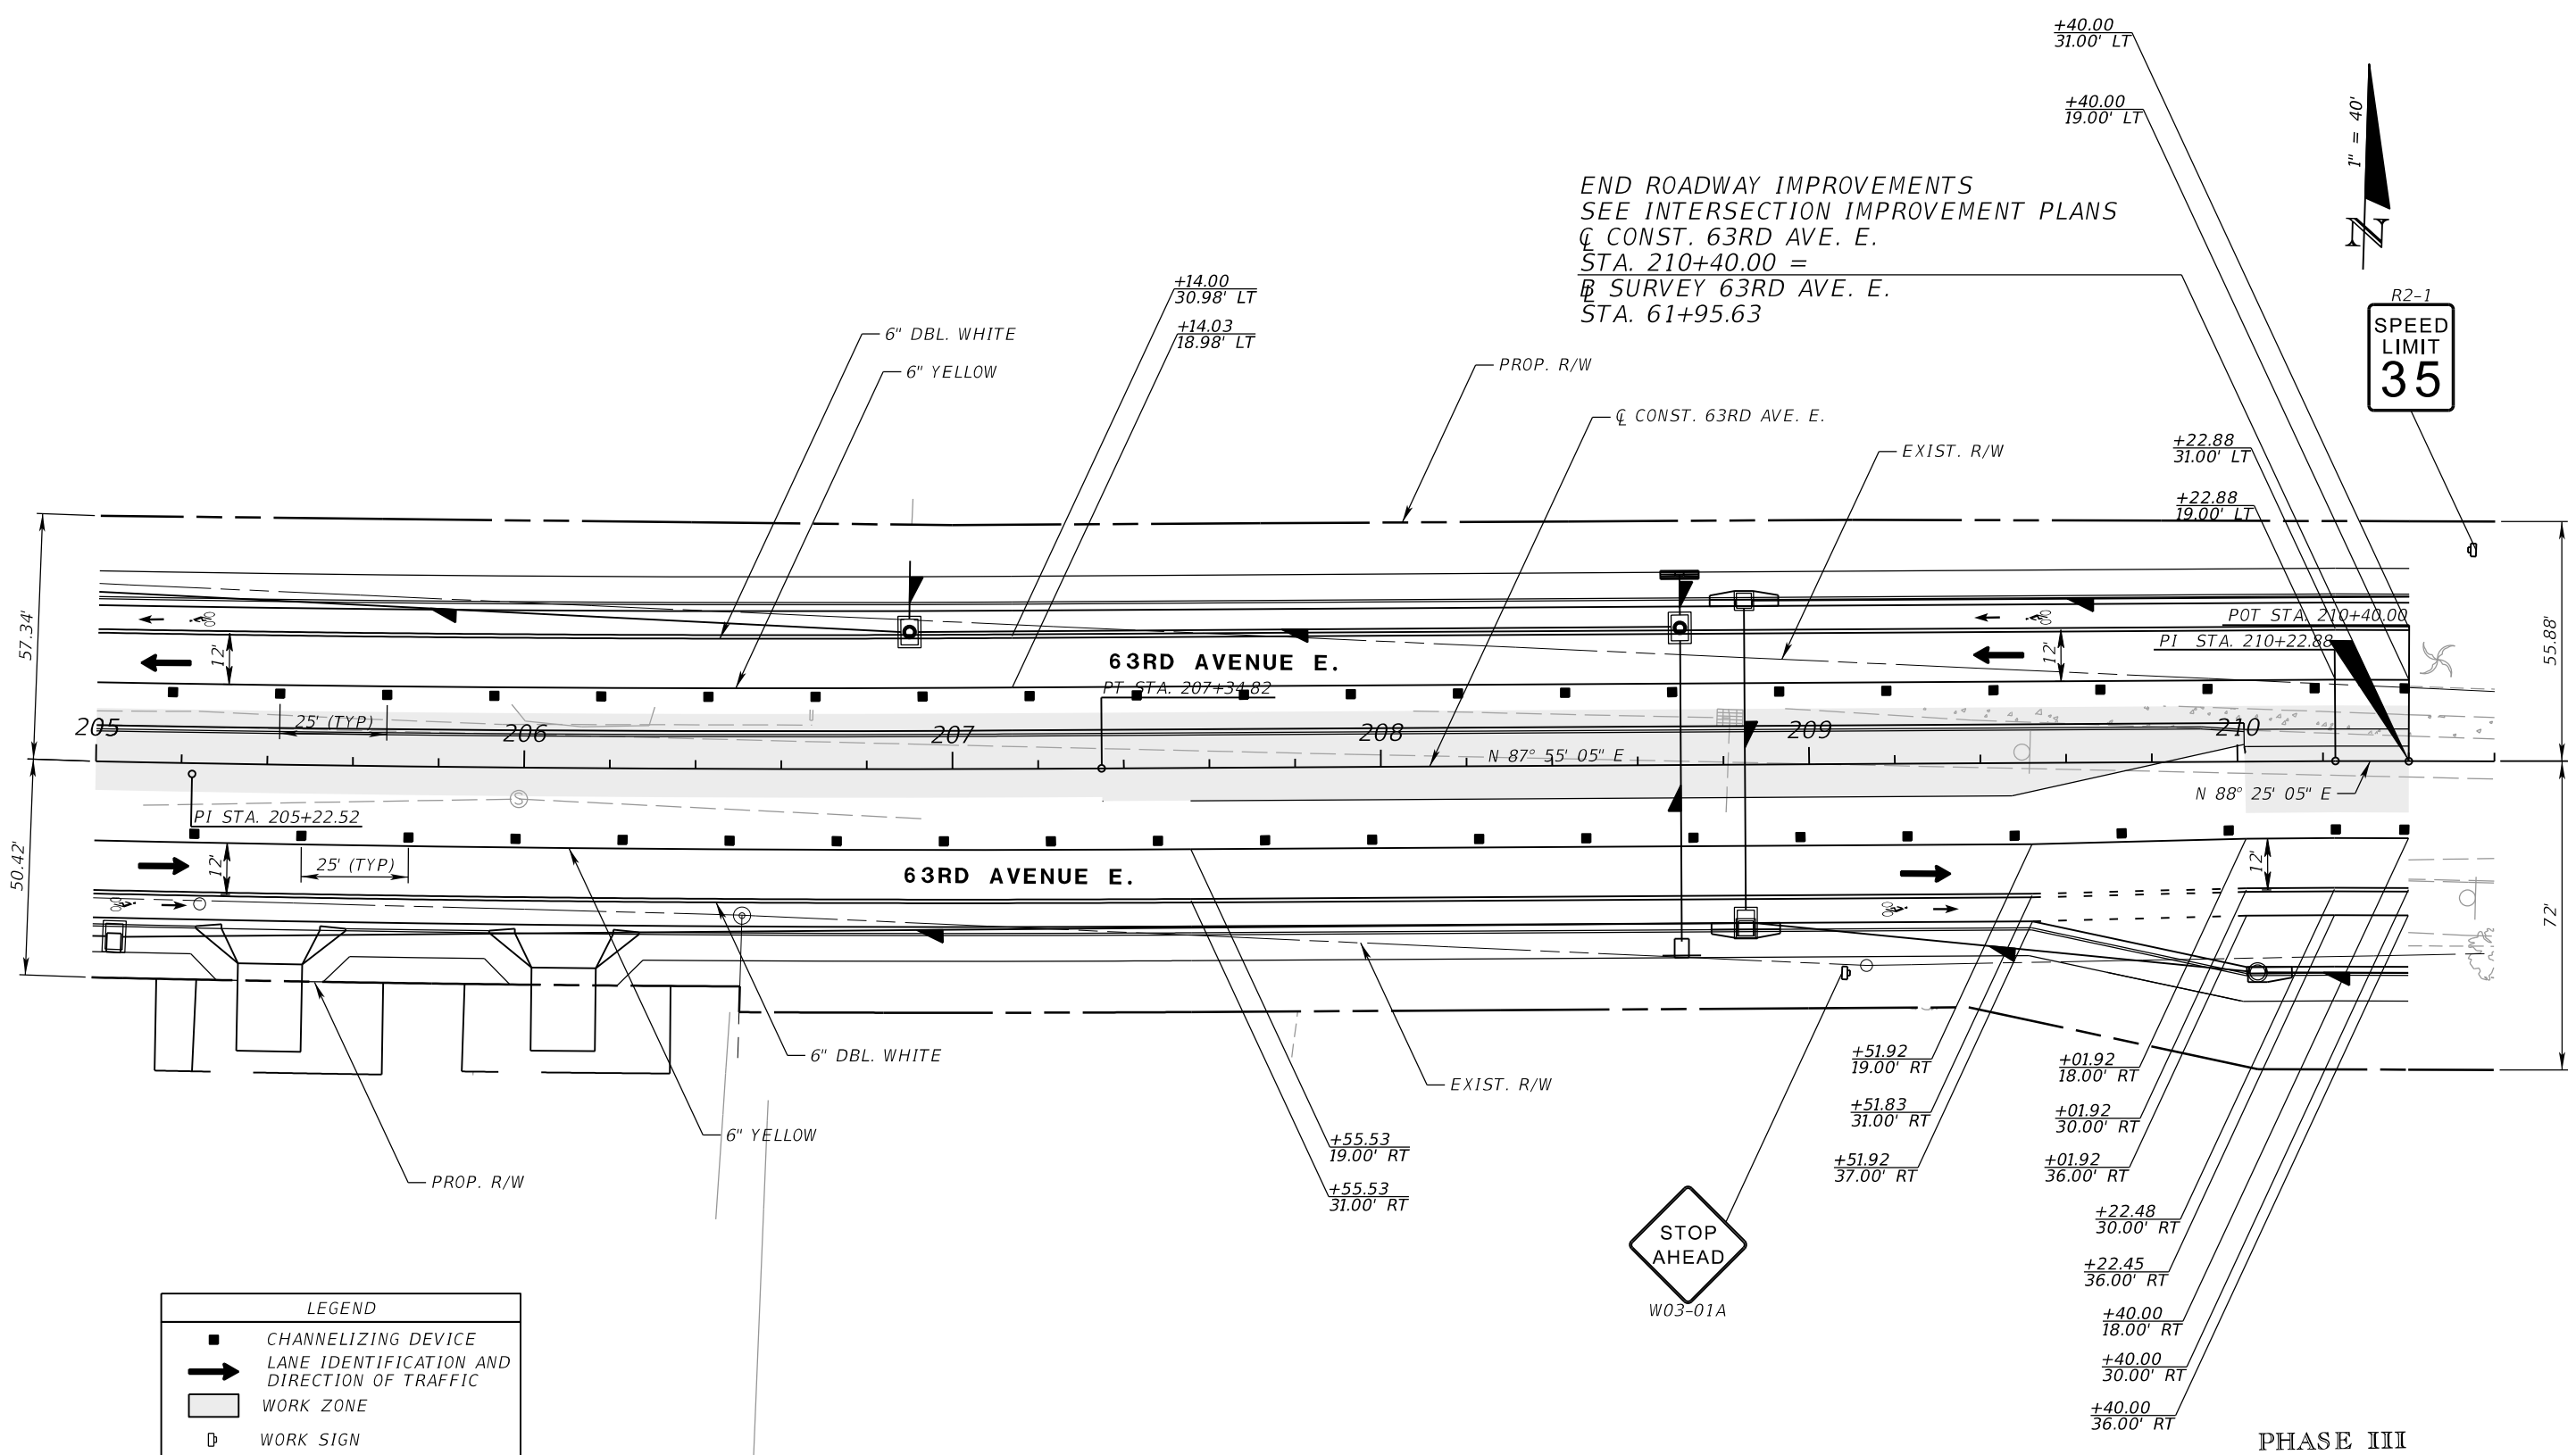 +40.00
31.00' LT
+40.00
19.00' LT
1" = 40'
N
END ROADWAY IMPROVEMENTS
SEE INTERSECTION IMPROVEMENT PLANS
℄ CONST. 63RD AVE. E.
STA. 210+40.00 =
BL SURVEY 63RD AVE. E.
STA. 61+95.63
R2-1
SPEED
LIMIT
35
+14.00
30.98' LT
+14.03
18.98' LT
6" DBL. WHITE
6" YELLOW
PROP. R/W
℄ CONST. 63RD AVE. E.
EXIST. R/W
+22.88
31.00' LT
+22.88
19.00' LT
57.34'
55.88'
12'
63RD AVENUE E.
12'
POT STA. 210+40.00
PI STA. 210+22.88
PT STA. 207+34.82
205
25' (TYP)
206
207
208
209
210
N 87° 55' 05" E
N 88° 25' 05" E
S
PI STA. 205+22.52
50.42'
12'
25' (TYP)
63RD AVENUE E.
12'
72'
6" DBL. WHITE
6" YELLOW
PROP. R/W
EXIST. R/W
+55.53
19.00' RT
+55.53
31.00' RT
+51.92
19.00' RT
+51.83
31.00' RT
+51.92
37.00' RT
+01.92
18.00' RT
+01.92
30.00' RT
+01.92
36.00' RT
+22.48
30.00' RT
+22.45
36.00' RT
+40.00
18.00' RT
+40.00
30.00' RT
+40.00
36.00' RT
STOP
AHEAD
W03-01A
LEGEND
CHANNELIZING DEVICE
LANE IDENTIFICATION AND
DIRECTION OF TRAFFIC
WORK ZONE
WORK SIGN
PHASE III